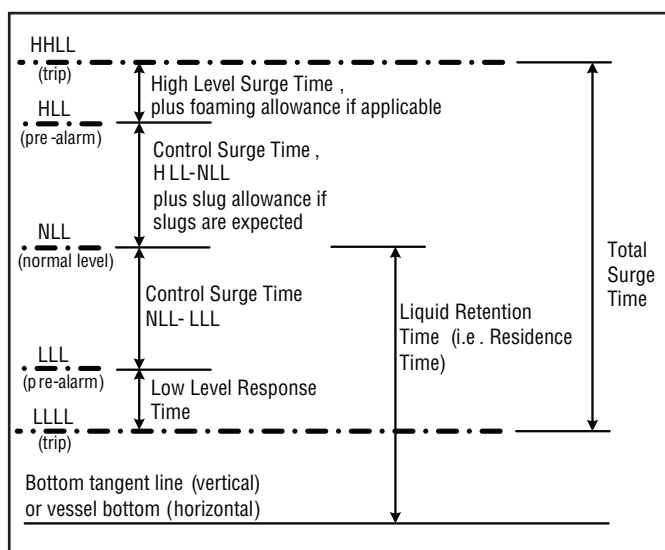 HHLL
(trip)
High Level Surge Time ,
plus foaming allowance if applicable
HLL
(pre -alarm)
Control Surge Time ,
H LL-NLL
plus slug allowance if
slugs are expected
NLL
(normal level)
Total
Surge
Time
Control Surge Time
NLL- LLL
Liquid Retention
Time (i.e . Residence
Time)
LLL
(p re-alarm)
Low Level Response
Time
LLLL
(trip)
Bottom tangent line (vertical)
or vessel bottom (horizontal)